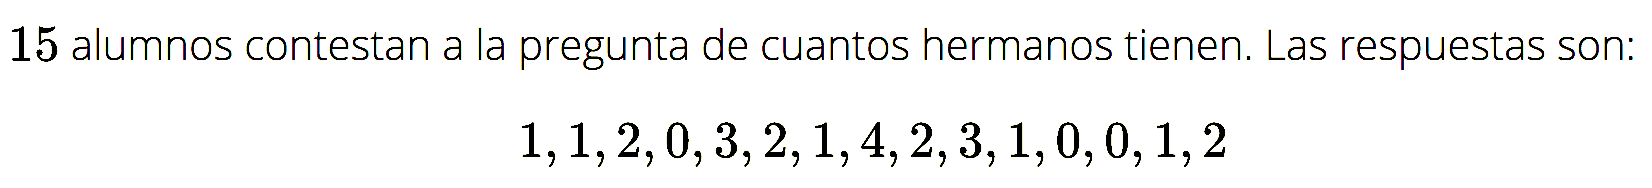 15 alumnos contestan a la pregunta de cuantos hermanos tienen. Las respuestas son:
1, 1, 2, 0, 3, 2, 1, 4, 2, 3, 1, 0, 0, 1, 2